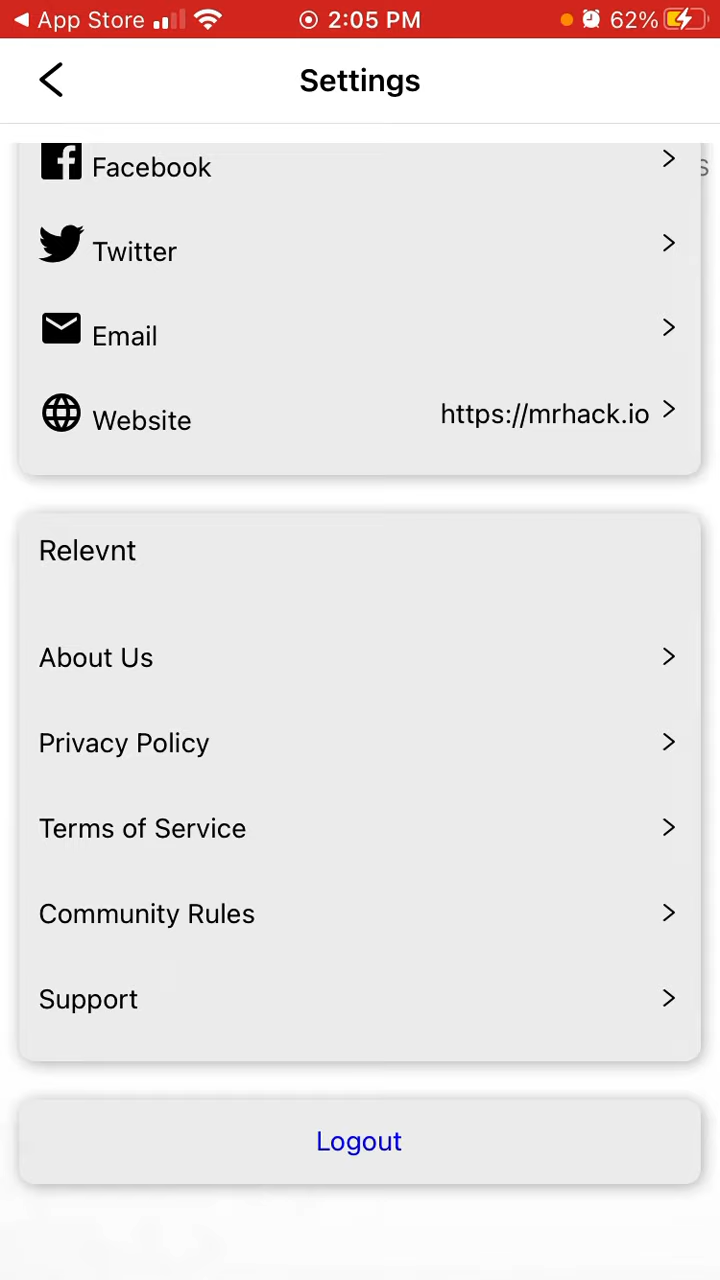 App Store 2:05 PM 62%
Settings
Facebook
s
Twitter
Email
Website https://mrhack.io
Relevnt
About Us
Privacy Policy
Terms of Service
Community Rules
Support
Logout